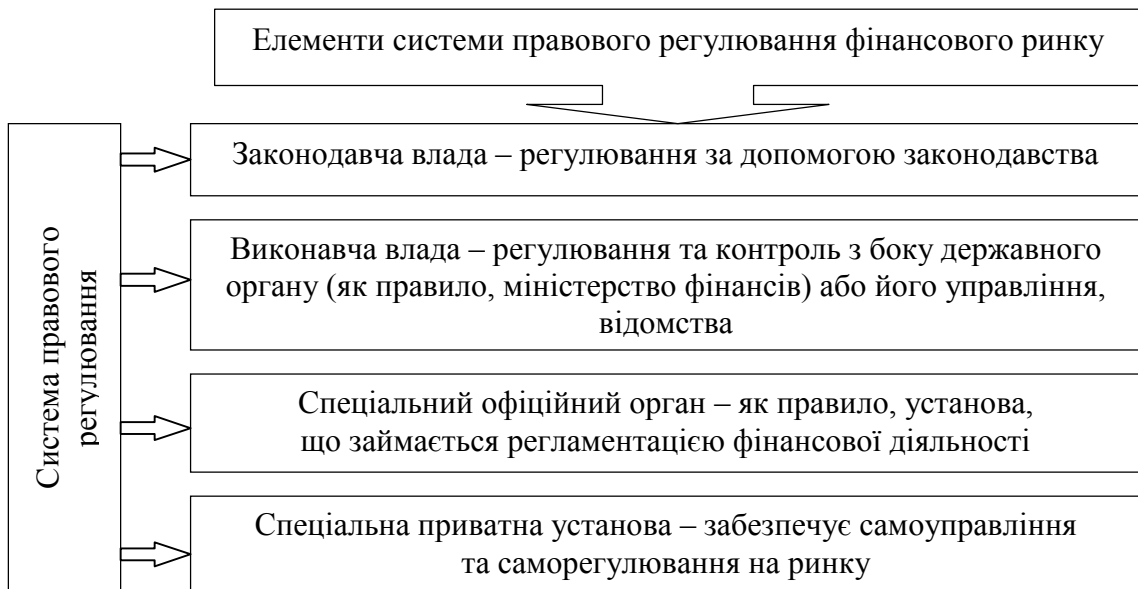 Елементи системи правового регулювання фінансового ринку
Система правового
регулювання
Законодавча влада – регулювання за допомогою законодавства
Виконавча влада – регулювання та контроль з боку державного
органу (як правило, міністерство фінансів) або його управління,
відомства
Спеціальний офіційний орган – як правило, установа,
що займається регламентацією фінансової діяльності
Спеціальна приватна установа – забезпечує самоуправління
та саморегулювання на ринку